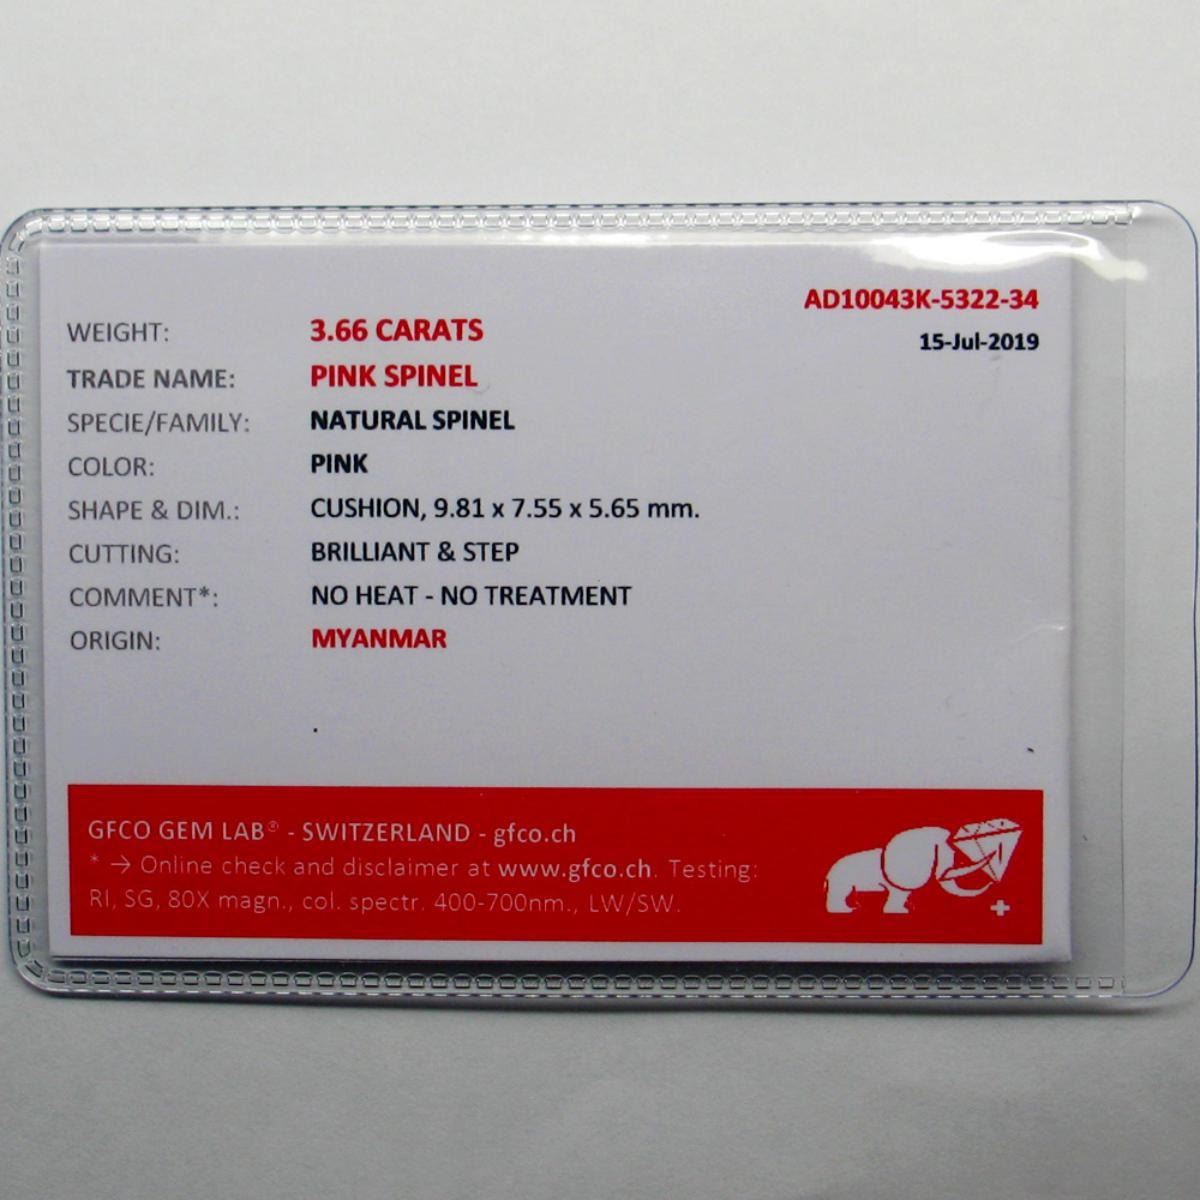 AD10043K-5322-34
15-Jul-2019
WEIGHT: 3.66 CARATS
TRADE NAME: PINK SPINEL
SPECIE/FAMILY: NATURAL SPINEL
COLOR: PINK
SHAPE & DIM.: CUSHION, 9.81 x 7.55 x 5.65 mm.
CUTTING: BRILLIANT & STEP
COMMENT*: NO HEAT - NO TREATMENT
ORIGIN: MYANMAR
GFCO GEM LAB® - SWITZERLAND - gfco.ch
* → Online check and disclaimer at www.gfco.ch. Testing:
RI, SG, 80X magn., col. spectr. 400-700nm., LW/SW.